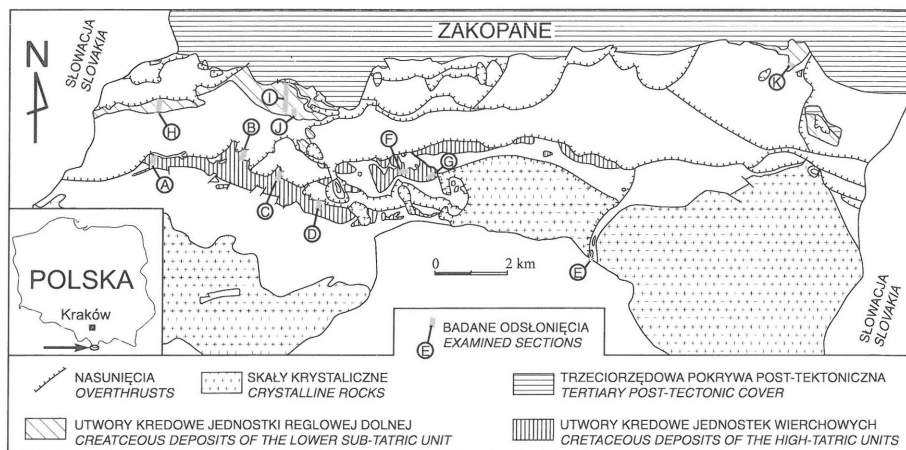 ZAKOPANE
SŁOWACJA
SLOVAKIA
N
I
K
H
B
J
F
G
A
C
D
E
0 2 km
POLSKA
Kraków
SŁOWACJA
SLOVAKIA
E
BADANE ODSŁONIĘCIA
EXAMINED SECTIONS
NASUNIĘCIA
OVERTHRUSTS
SKAŁY KRYSTALICZNE
CRYSTALLINE ROCKS
TRZECIORZĘDOWA POKRYWA POST-TEKTONICZNA
TERTIARY POST-TECTONIC COVER
UTWORY KREDOWE JEDNOSTKI REGLOWEJ DOLNEJ
CREATCEOUS DEPOSITS OF THE LOWER SUB-TATRIC UNIT
UTWORY KREDOWE JEDNOSTEK WIERCHOWYCH
CRETACEOUS DEPOSITS OF THE HIGH-TATRIC UNITS